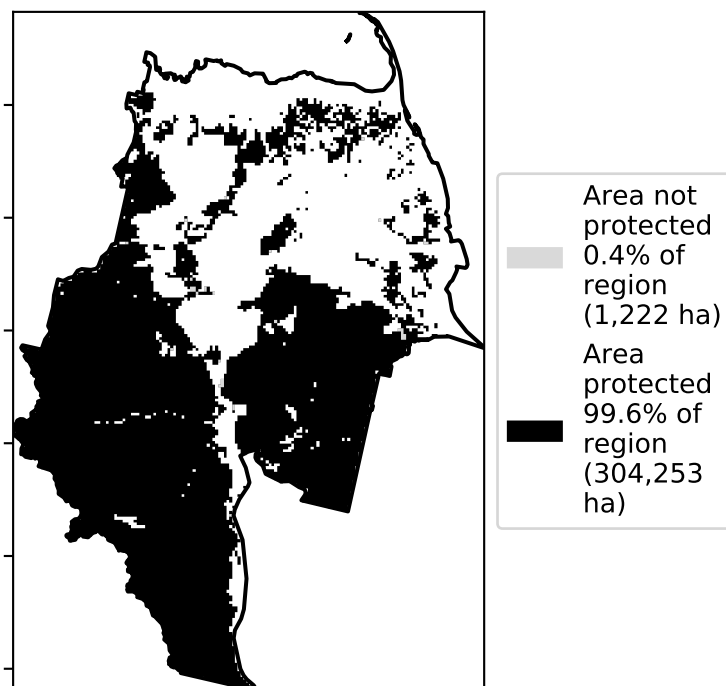 Area not
protected
0.4% of
region
(1,222 ha)
Area
protected
99.6% of
region
(304,253
ha)